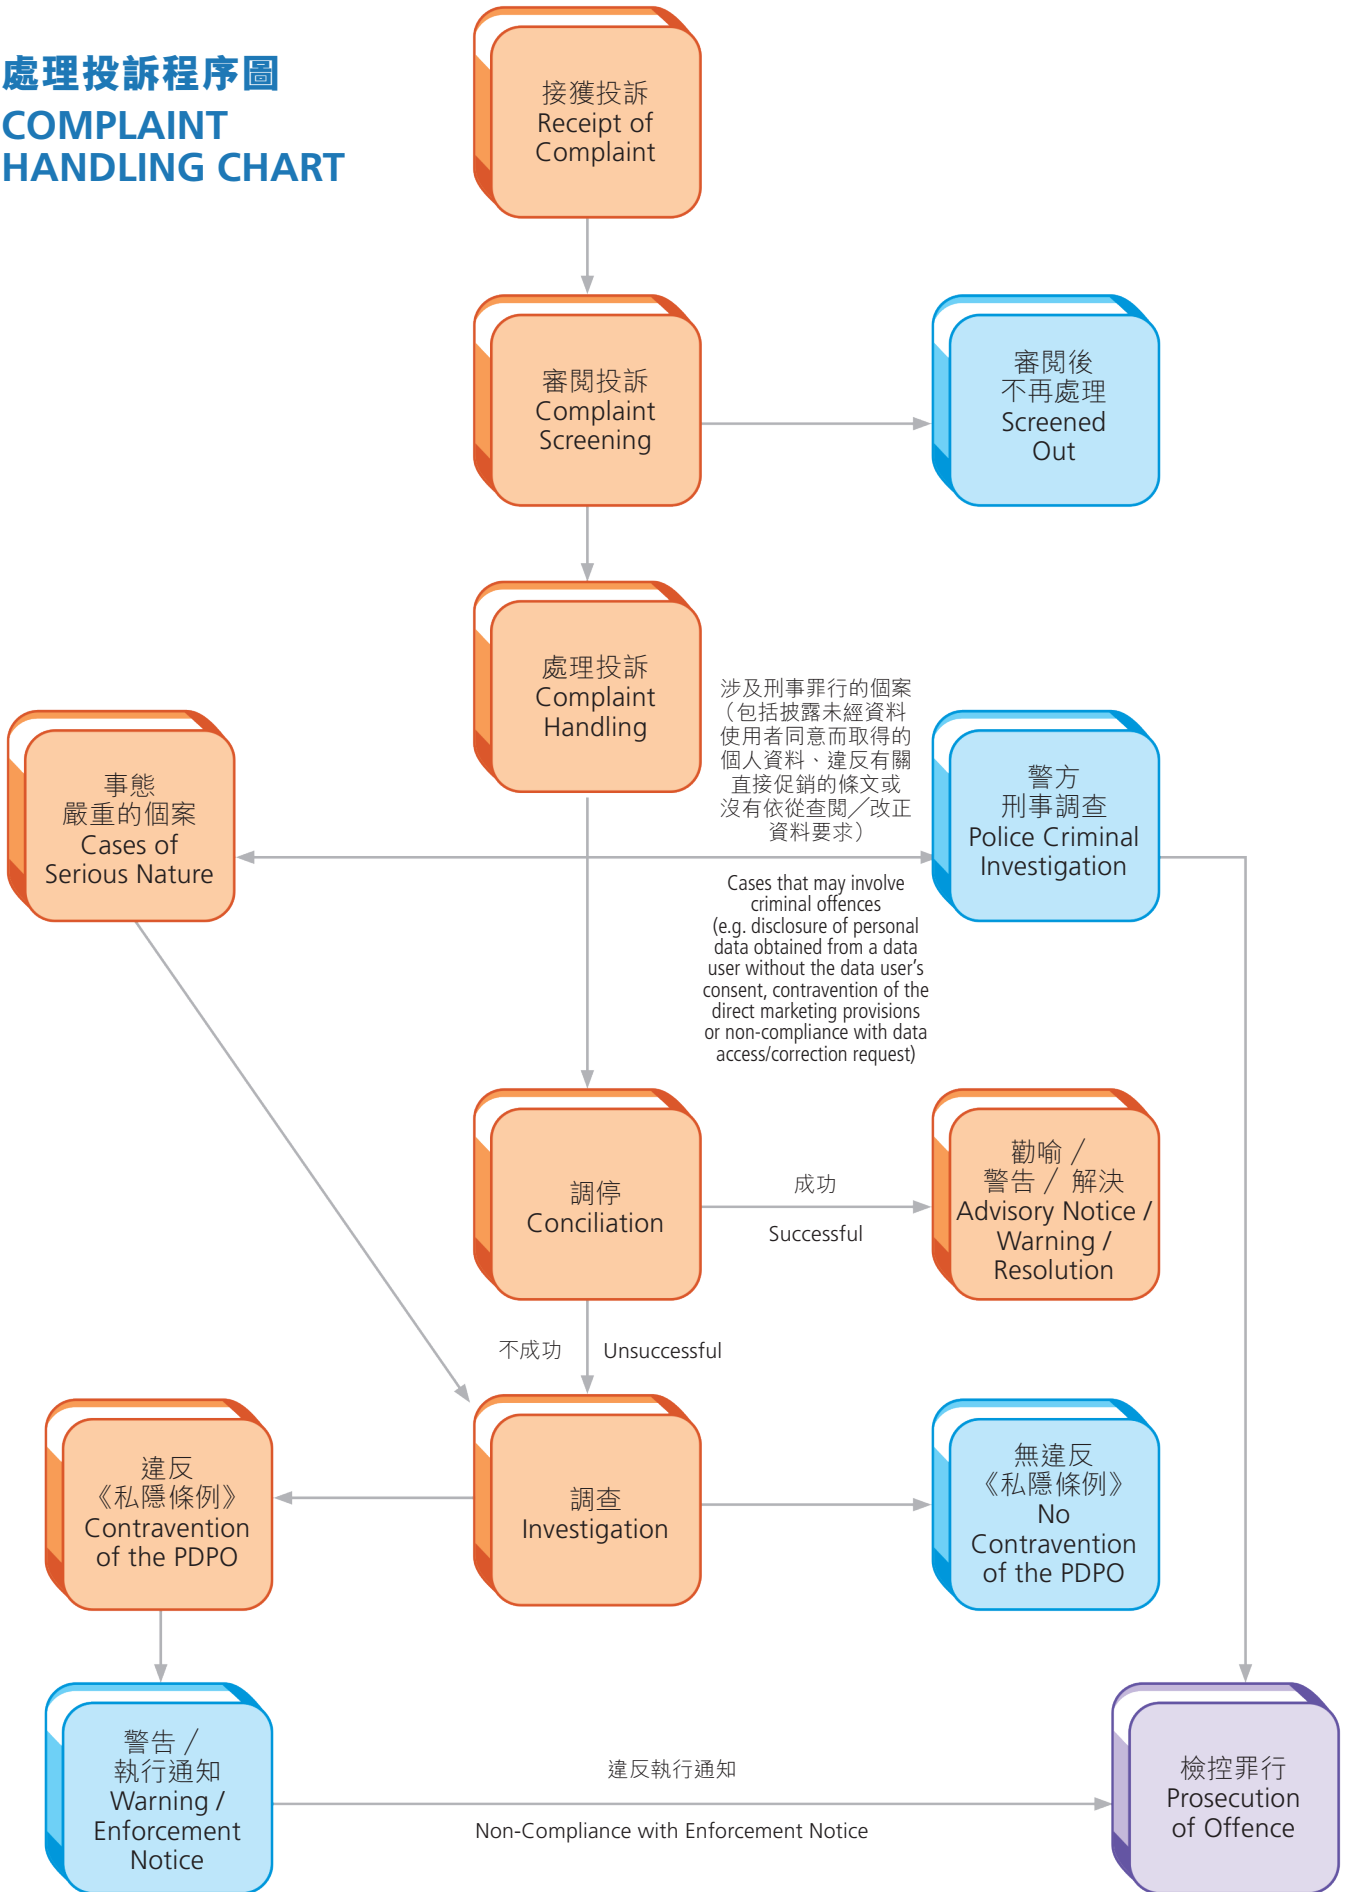 處理投訴程序圖
COMPLAINT
HANDLING CHART
接獲投訴
Receipt of
Complaint
審閱投訴
Complaint
Screening
審閱後
不再處理
Screened
Out
處理投訴
Complaint
Handling
涉及刑事罪行的個案
（包括披露未經資料
使用者同意而取得的
個人資料、違反有關
直接促銷的條文或
沒有依從查閱／改正
資料要求）
事態
嚴重的個案
Cases of
Serious Nature
警方
刑事調查
Police Criminal
Investigation
Cases that may involve
criminal offences
(e.g. disclosure of personal
data obtained from a data
user without the data user’s
consent, contravention of the
direct marketing provisions
or non-compliance with data
access/correction request)
調停
Conciliation
成功
Successful
勸喻 /
警告 / 解決
Advisory Notice /
Warning /
Resolution
不成功 Unsuccessful
違反
《私隱條例》
Contravention
of the PDPO
調查
Investigation
無違反
《私隱條例》
No
Contravention
of the PDPO
警告 /
執行通知
Warning /
Enforcement
Notice
違反執行通知
Non-Compliance with Enforcement Notice
檢控罪行
Prosecution
of Offence